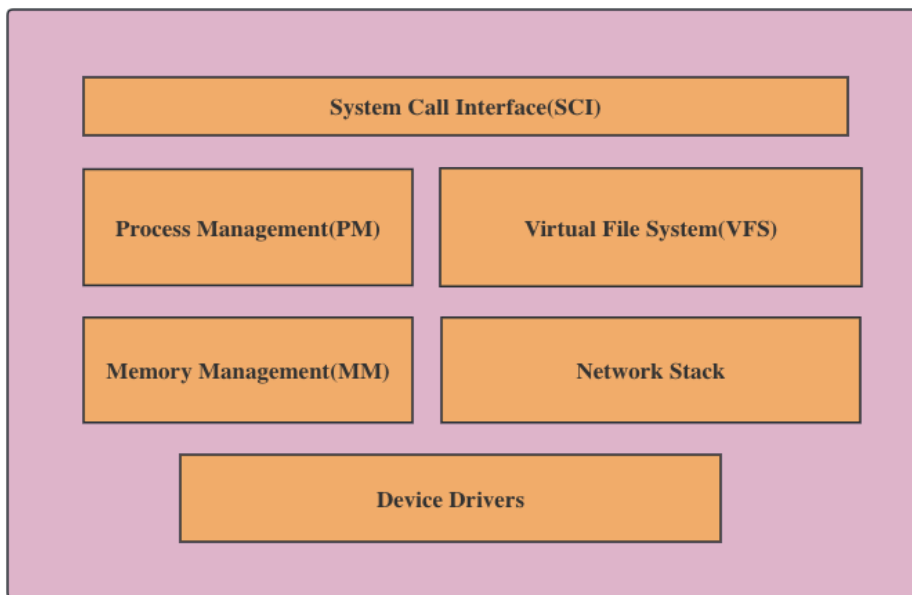 System Call Interface(SCI)
Process Management(PM)
Virtual File System(VFS)
Memory Management(MM)
Network Stack
Device Drivers